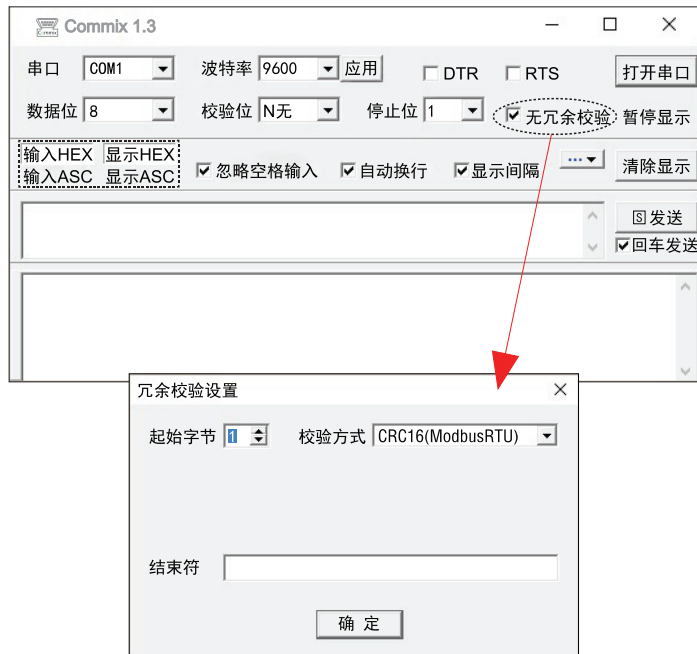 Commix 1.3
串口 COM1 波特率 9600 应用 DTR RTS 打开串口
数据位 8 校验位 N无 停止位 1 无冗余校验 暂停显示
输入HEX 显示HEX
输入ASC 显示ASC 忽略空格输入 自动换行 显示间隔 ... 清除显示
S 发送
回车发送
冗余校验设置
起始字节 1 校验方式 CRC16(ModbusRTU)
结束符
确 定